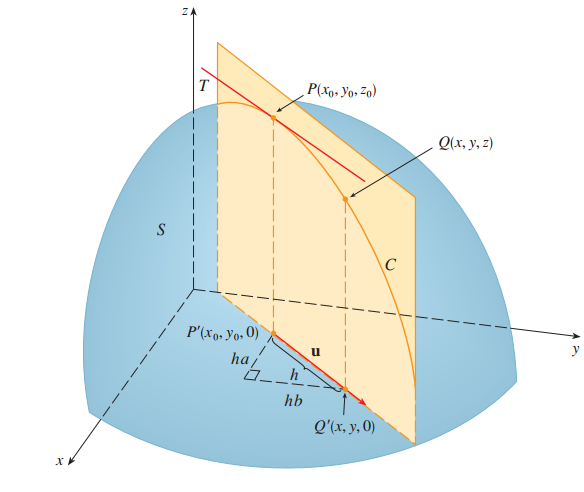 z
T
P(x₀, y₀, z₀)
Q(x, y, z)
S
C
P′(x₀, y₀, 0)
u
ha
h
hb
y
Q′(x, y, 0)
x